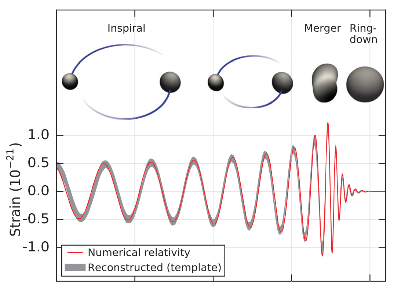 Inspiral
Merger
Ring-
down
Strain (10⁻²¹)
1.0
0.5
0.0
-0.5
-1.0
Numerical relativity
Reconstructed (template)